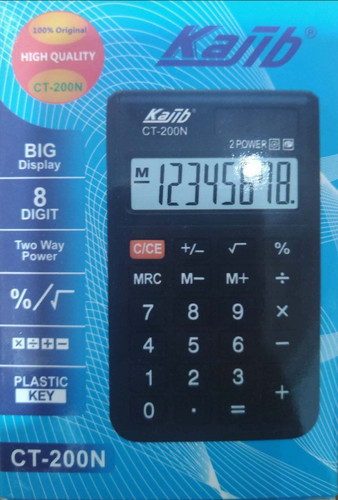 100% Original
HIGH QUALITY
CT-200N
Kajib®
BIG
Display
8
DIGIT
Two Way
Power
%/√
× ÷ + −
PLASTIC
KEY
CT-200N
Kajib
CT-200N
2 POWER
M
−12345678.
C/CE +/− √ %
MRC M− M+ ÷
7 8 9 ×
4 5 6 −
1 2 3 +
0 . =